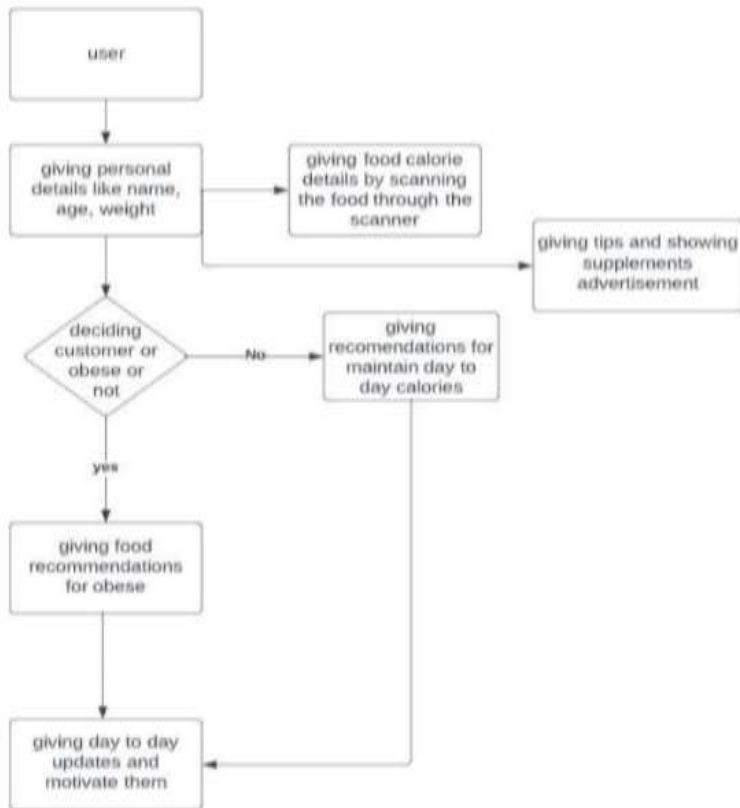 user
giving personal
details like name,
age, weight
giving food calorie
details by scanning
the food through the
scanner
giving tips and showing
supplements
advertisement
deciding
customer or
obese or
not
No
giving
recomendations for
maintain day to
day calories
yes
giving food
recommendations
for obese
giving day to day
updates and
motivate them